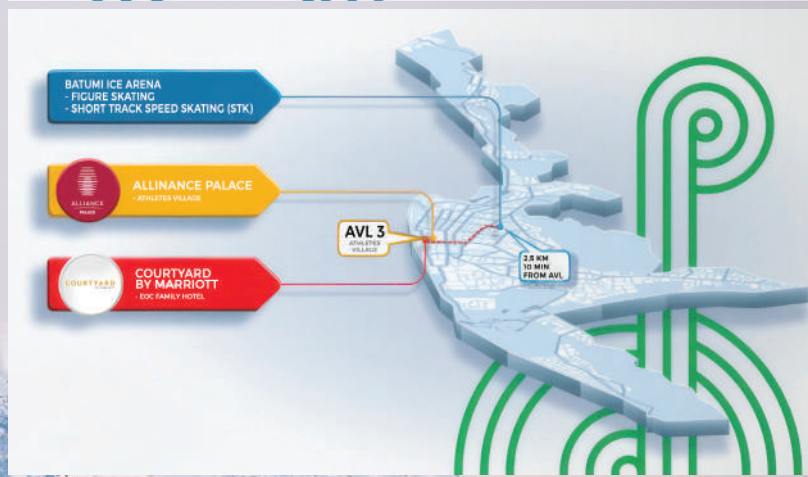 BATUMI ICE ARENA
- FIGURE SKATING
- SHORT TRACK SPEED SKATING (STK)
ALLIANCE
PALACE
ALLINANCE PALACE
- ATHLETES VILLAGE
AVL 3
ATHLETES
VILLAGE
2,5 KM
10 MIN
FROM AVL
COURTYARD
COURTYARD
BY MARRIOTT
- EOC FAMILY HOTEL